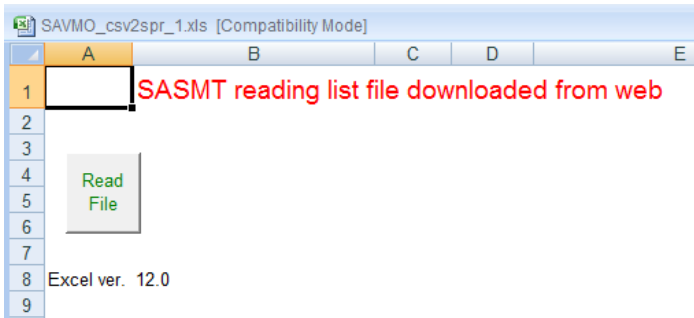 SAVMO_csv2spr_1.xls [Compatibility Mode]
A B C D E
1 SASMT reading list file downloaded from web
2
3
4 Read
5 File
6
7
8 Excel ver. 12.0
9